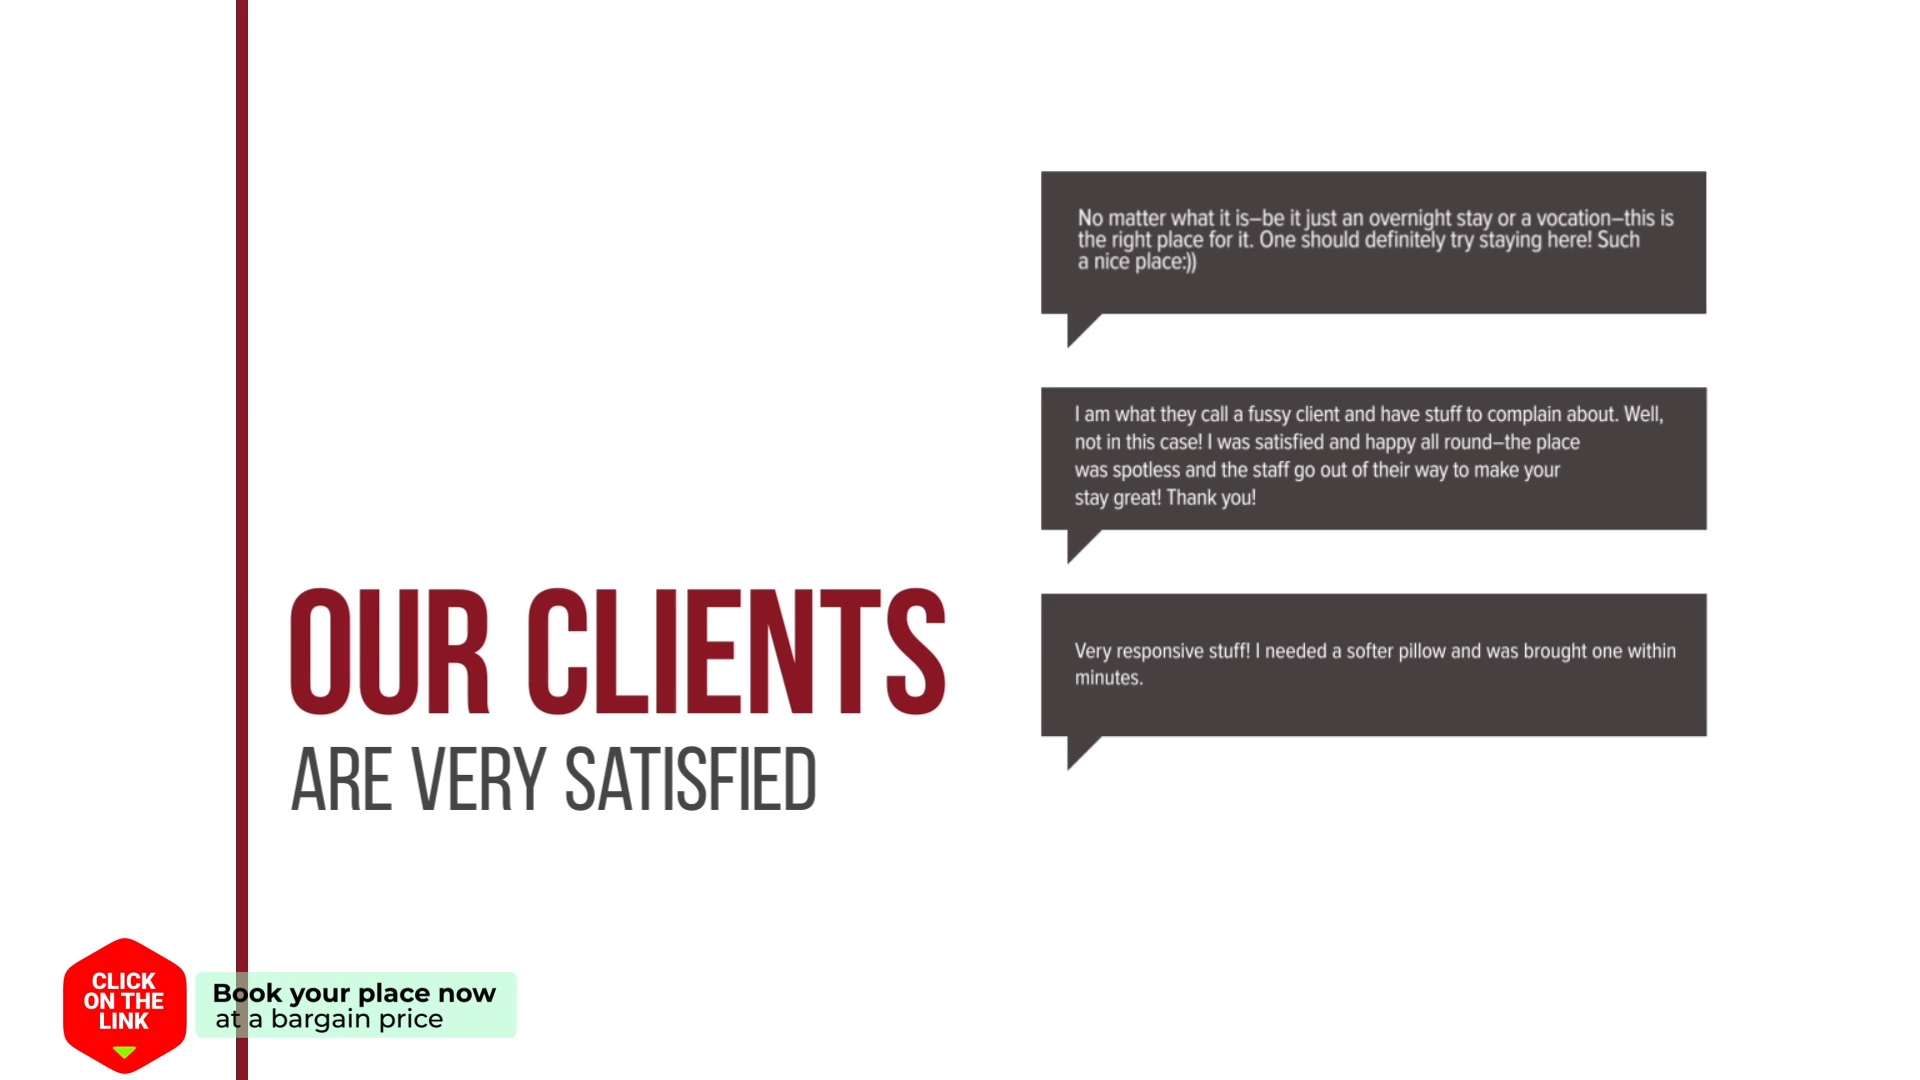 No matter what it is–be it just an overnight stay or a vocation–this is
the right place for it. One should definitely try staying here! Such
a nice place:))
I am what they call a fussy client and have stuff to complain about. Well,
not in this case! I was satisfied and happy all round–the place
was spotless and the staff go out of their way to make your
stay great! Thank you!
Very responsive stuff! I needed a softer pillow and was brought one within
minutes.
OUR CLIENTS
ARE VERY SATISFIED
CLICK
ON THE
LINK
Book your place now
at a bargain price